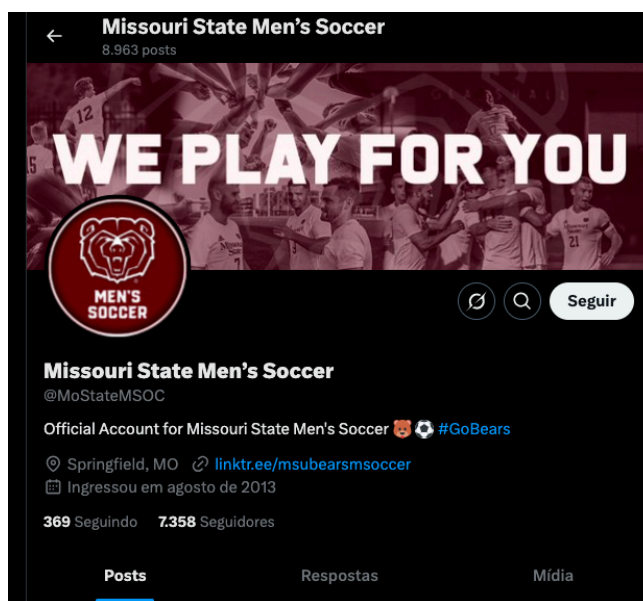 Missouri State Men's Soccer
8.963 posts
12
WE PLAY FOR YOU
21
MEN'S
SOCCER
Seguir
Missouri State Men's Soccer
@MoStateMSOC
Official Account for Missouri State Men's Soccer 🐻 ⚽ #GoBears
Springfield, MO linktr.ee/msubearsmsoccer
Ingressou em agosto de 2013
369 Seguindo 7.358 Seguidores
Posts Respostas Mídia